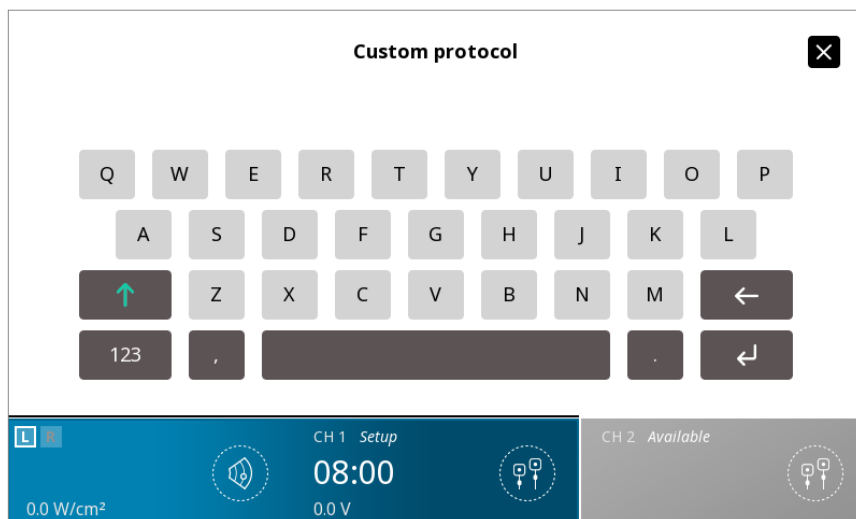 Custom protocol
Q W E R T Y U I O P
A S D F G H J K L
Z X C V B N M
123 , .
L R CH 1 Setup CH 2 Available
08:00
0.0 W/cm² 0.0 V